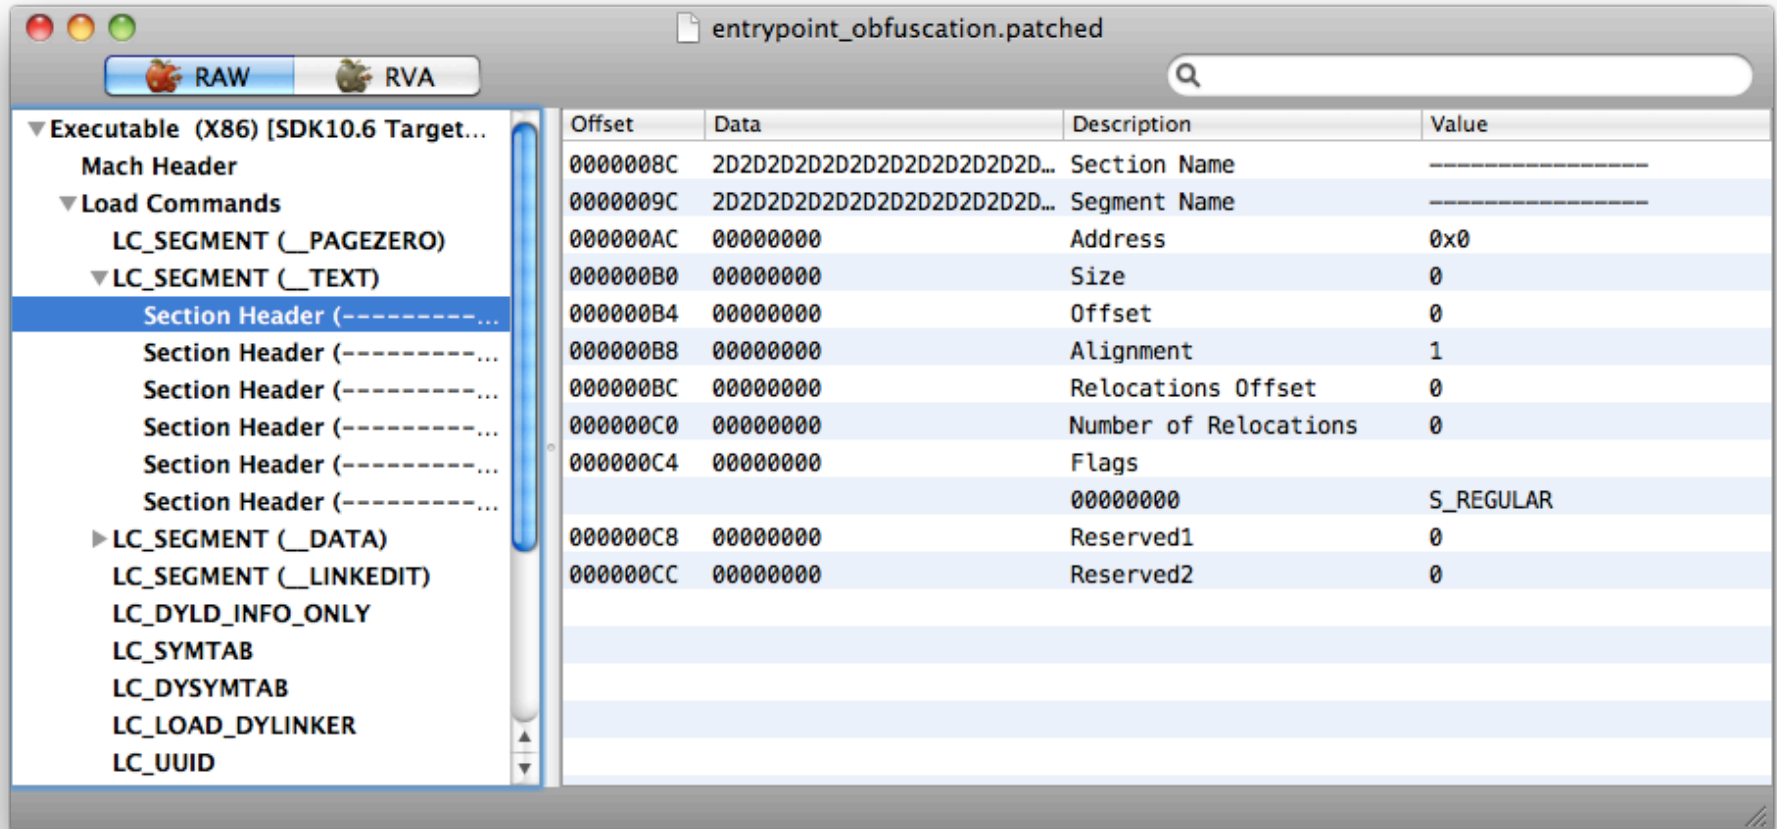 entrypoint_obfuscation.patched
RAW RVA
Executable (X86) [SDK10.6 Target...
Mach Header
Load Commands
LC_SEGMENT (__PAGEZERO)
LC_SEGMENT (__TEXT)
Section Header (---------...
Section Header (---------...
Section Header (---------...
Section Header (---------...
Section Header (---------...
Section Header (---------...
LC_SEGMENT (__DATA)
LC_SEGMENT (__LINKEDIT)
LC_DYLD_INFO_ONLY
LC_SYMTAB
LC_DYSYMTAB
LC_LOAD_DYLINKER
LC_UUID
Offset Data Description Value
0000008C 2D2D2D2D2D2D2D2D2D2D2D2D... Section Name ----------------
0000009C 2D2D2D2D2D2D2D2D2D2D2D2D... Segment Name ----------------
000000AC 00000000 Address 0x0
000000B0 00000000 Size 0
000000B4 00000000 Offset 0
000000B8 00000000 Alignment 1
000000BC 00000000 Relocations Offset 0
000000C0 00000000 Number of Relocations 0
000000C4 00000000 Flags
00000000 S_REGULAR
000000C8 00000000 Reserved1 0
000000CC 00000000 Reserved2 0